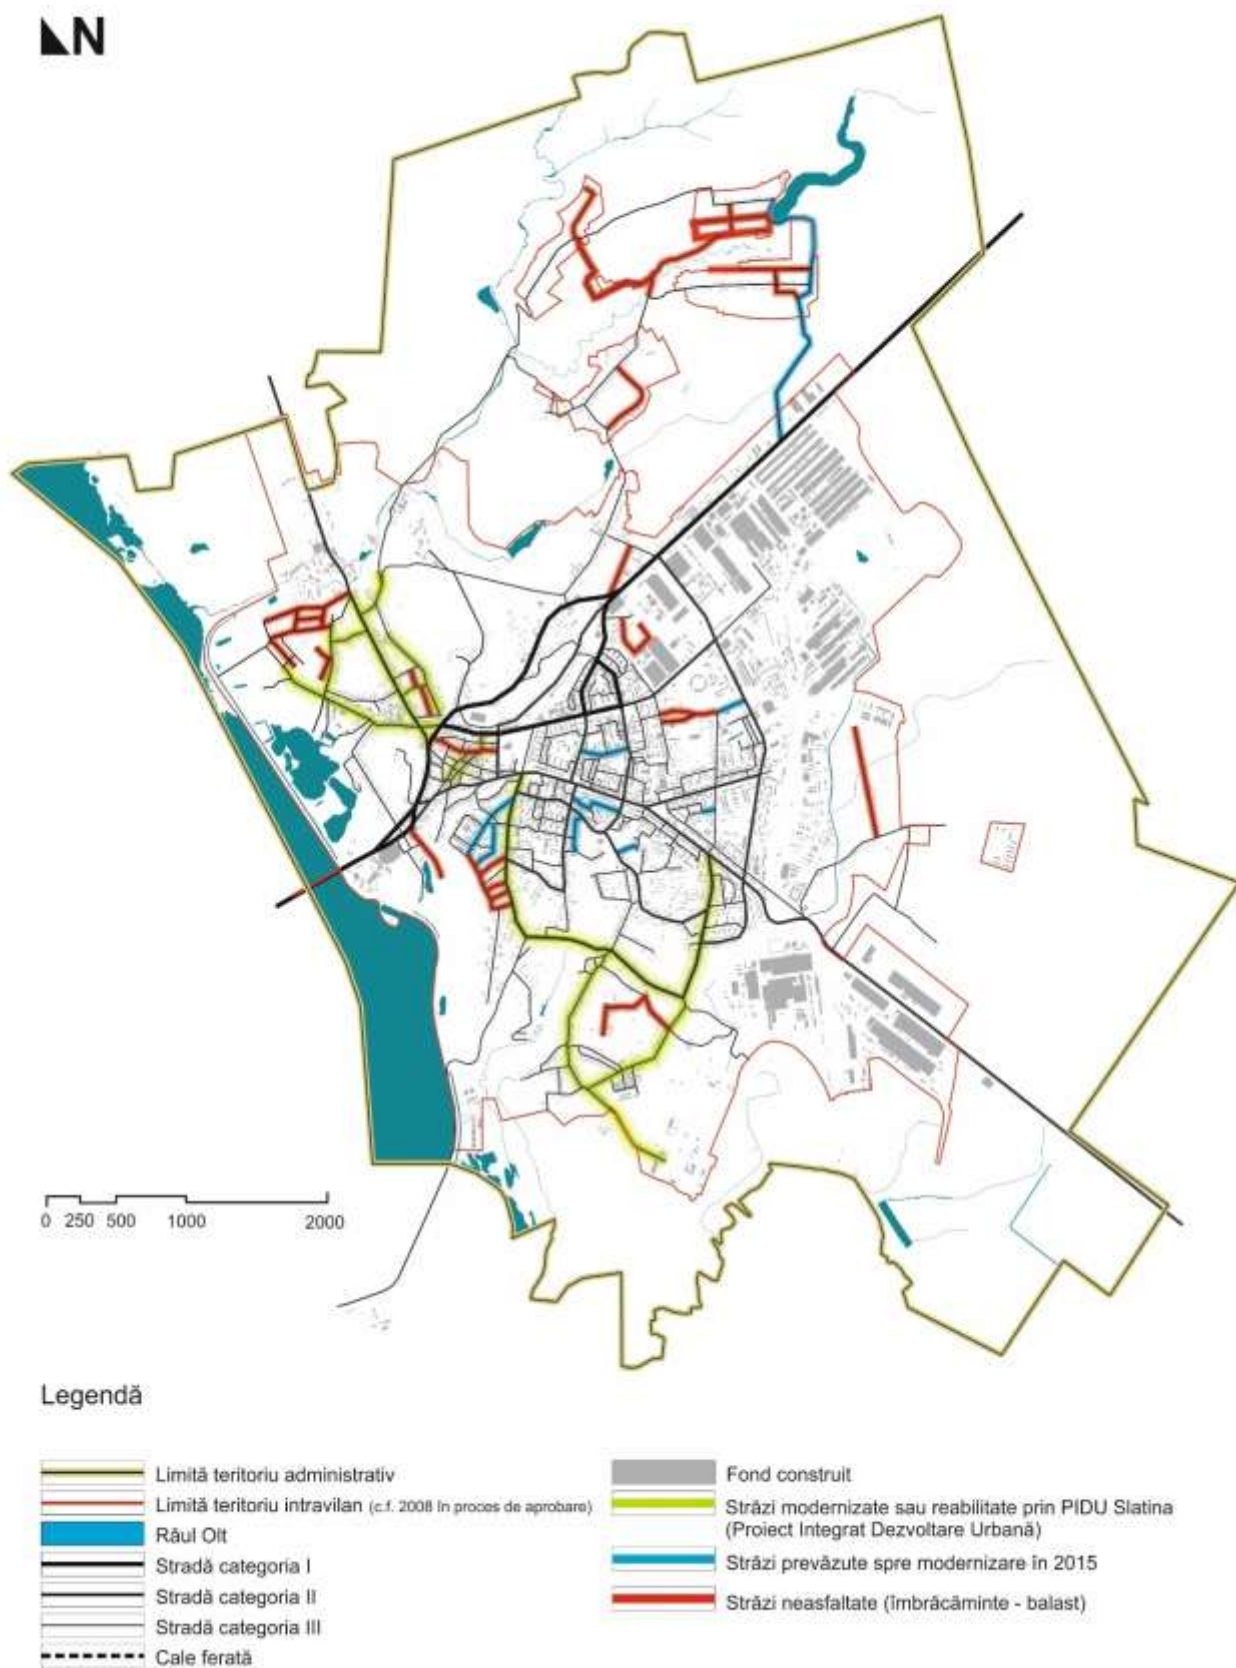 N
0 250 500 1000 2000
Legendă
Limită teritoriu administrativ
Limită teritoriu intravilan (c.f. 2008 în proces de aprobare)
Râul Olt
Stradă categoria I
Stradă categoria II
Stradă categoria III
Cale ferată
Fond construit
Străzi modernizate sau reabilitate prin PIDU Slatina
(Proiect Integrat Dezvoltare Urbană)
Străzi prevăzute spre modernizare în 2015
Străzi neasfaltate (îmbrăcăminte - balast)